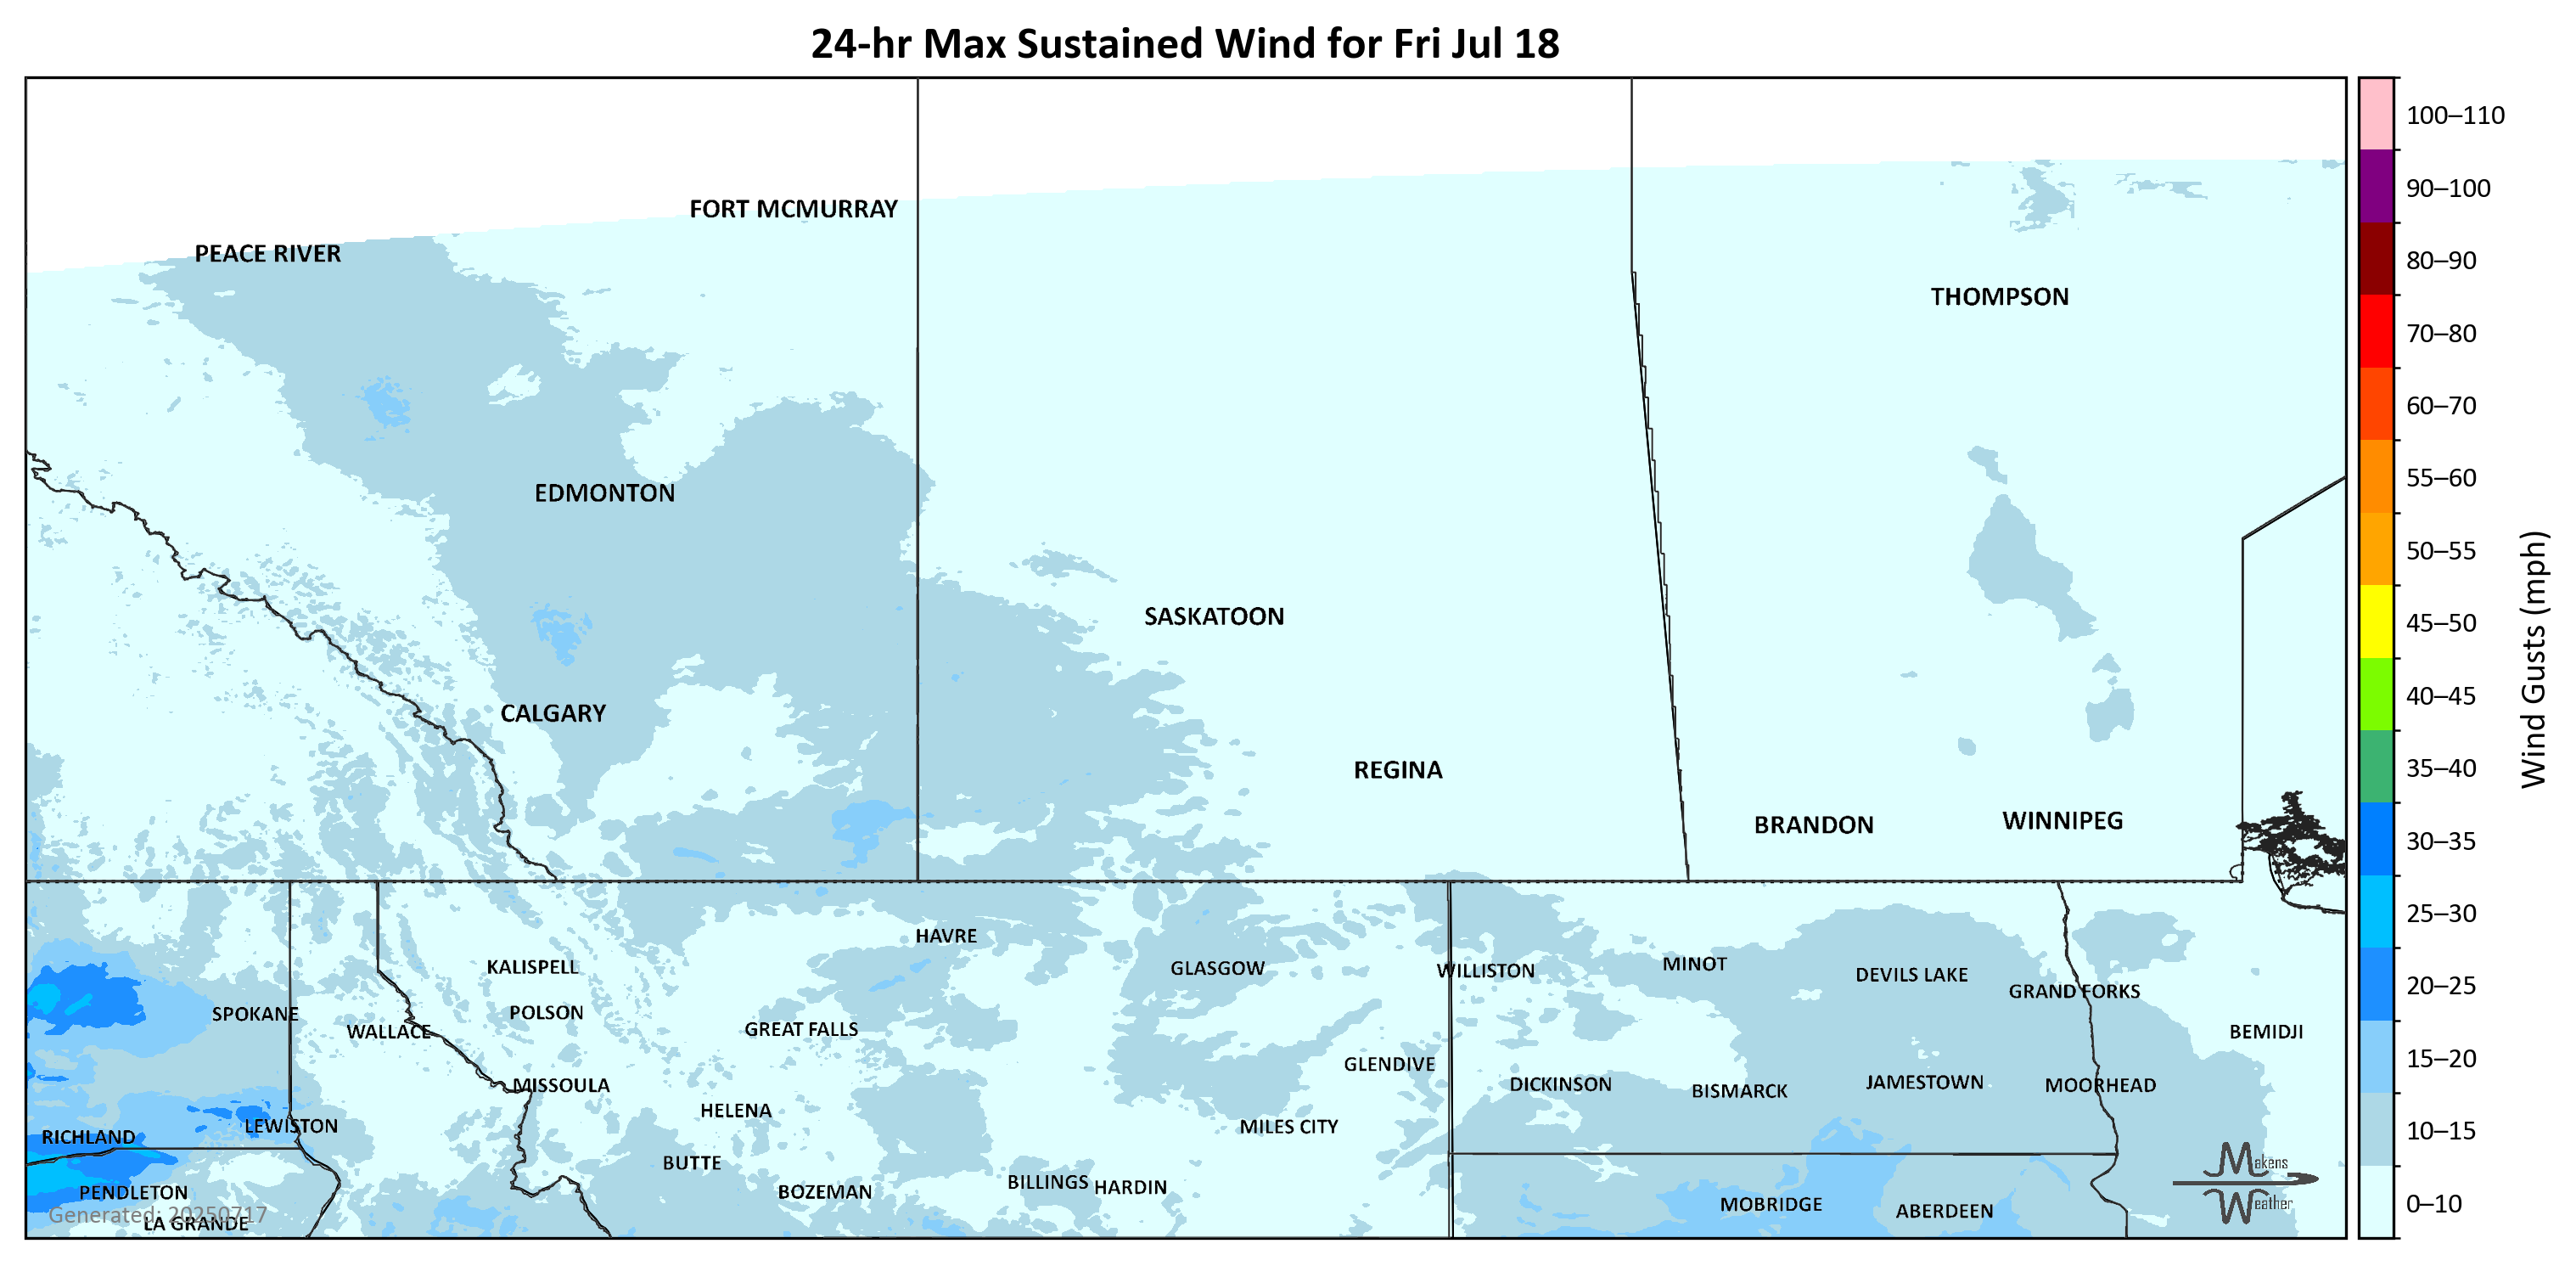 24-hr Max Sustained Wind for Fri Jul 18
100–110
90–100
80–90
70–80
60–70
55–60
50–55
45–50
40–45
35–40
30–35
25–30
20–25
15–20
10–15
0–10
Wind Gusts (mph)
FORT MCMURRAY
PEACE RIVER
THOMPSON
EDMONTON
SASKATOON
CALGARY
REGINA
BRANDON
WINNIPEG
HAVRE
KALISPELL
GLASGOW
WILLISTON
MINOT
DEVILS LAKE
GRAND FORKS
SPOKANE
POLSON
WALLACE
GREAT FALLS
BEMIDJI
GLENDIVE
MISSOULA
DICKINSON
BISMARCK
JAMESTOWN
MOORHEAD
HELENA
LEWISTON
MILES CITY
RICHLAND
BUTTE
BILLINGS
HARDIN
PENDLETON
BOZEMAN
MOBRIDGE
ABERDEEN
LA GRANDE
Generated: 20250717
Makens
Weather